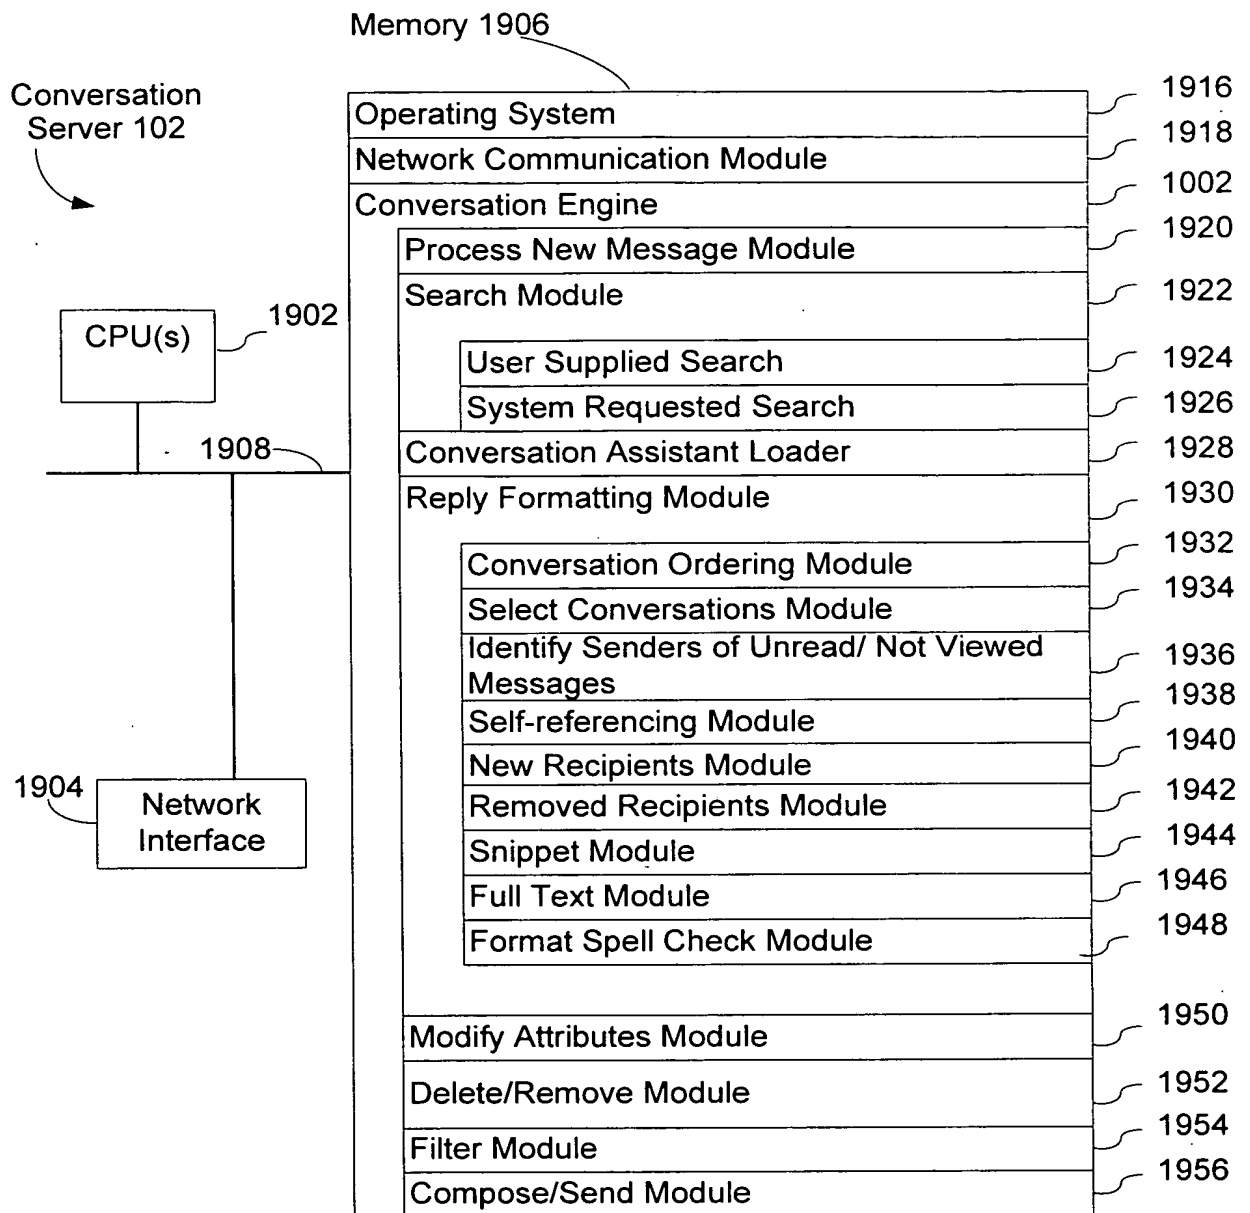 Memory 1906
Conversation
Server 102
Operating System
1916
Network Communication Module
1918
Conversation Engine
1002
Process New Message Module
1920
Search Module
1922
CPU(s)
1902
User Supplied Search
1924
System Requested Search
1926
1908
Conversation Assistant Loader
1928
Reply Formatting Module
1930
Conversation Ordering Module
1932
Select Conversations Module
1934
Identify Senders of Unread/ Not Viewed
Messages
1936
Self-referencing Module
1938
New Recipients Module
1940
1904
Network
Interface
Removed Recipients Module
1942
Snippet Module
1944
Full Text Module
1946
Format Spell Check Module
1948
Modify Attributes Module
1950
Delete/Remove Module
1952
Filter Module
1954
Compose/Send Module
1956